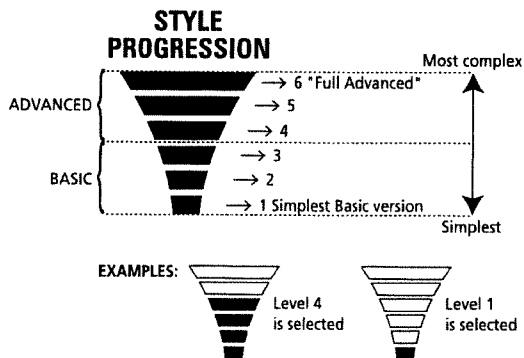 STYLE
PROGRESSION
Most complex
→ 6 "Full Advanced"
ADVANCED
→ 5
→ 4
→ 3
BASIC
→ 2
→ 1 Simplest Basic version
Simplest
EXAMPLES:
Level 4
is selected
Level 1
is selected